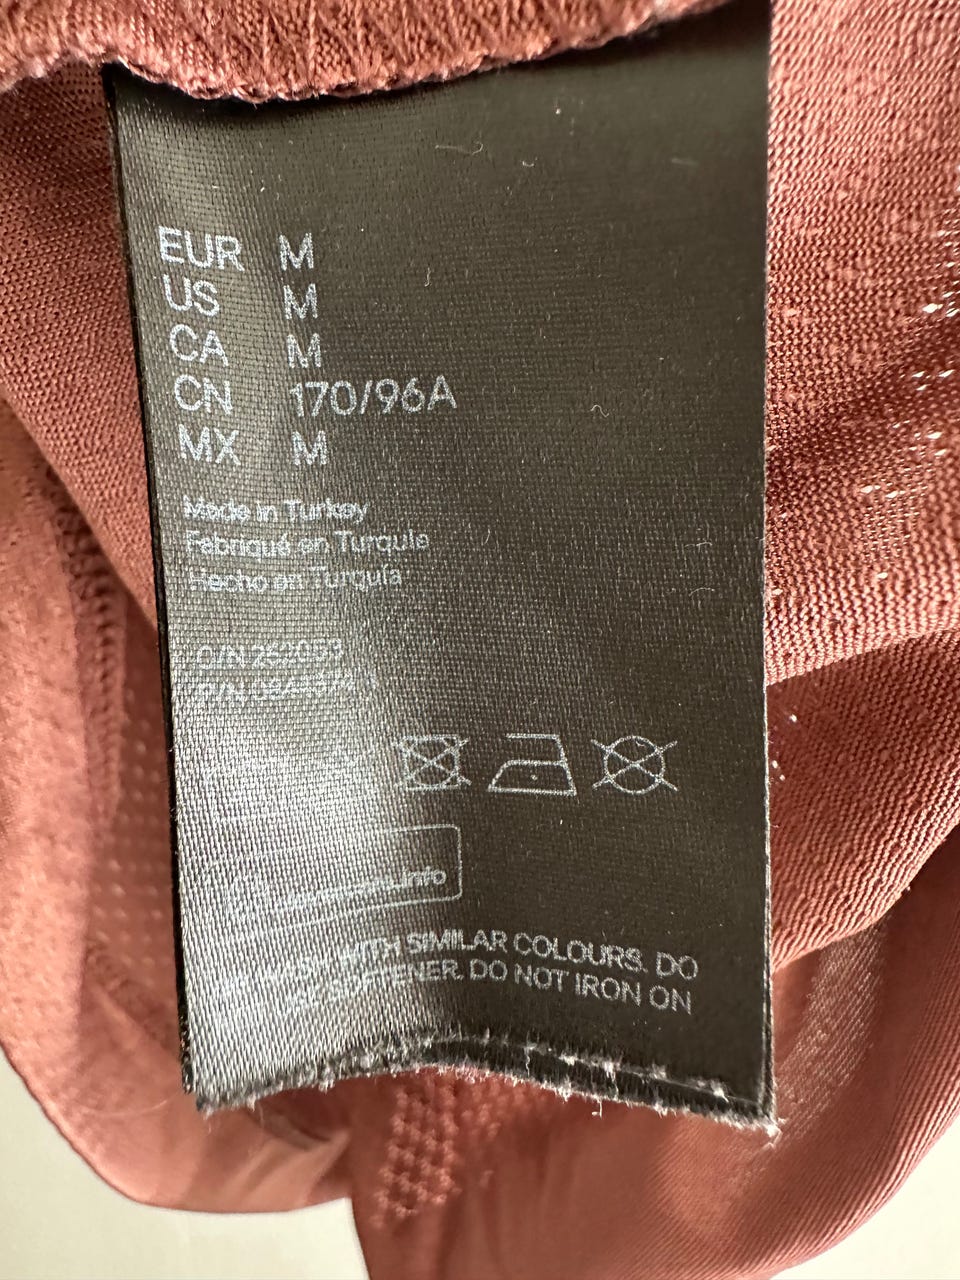 EUR M
US M
CA M
CN 170/96A
MX M
Made in Turkey
Fabriqué en Turquie
Hecho en Turquía
O/N
P/N
WITH SIMILAR COLOURS. DO
SOFTENER. DO NOT IRON ON